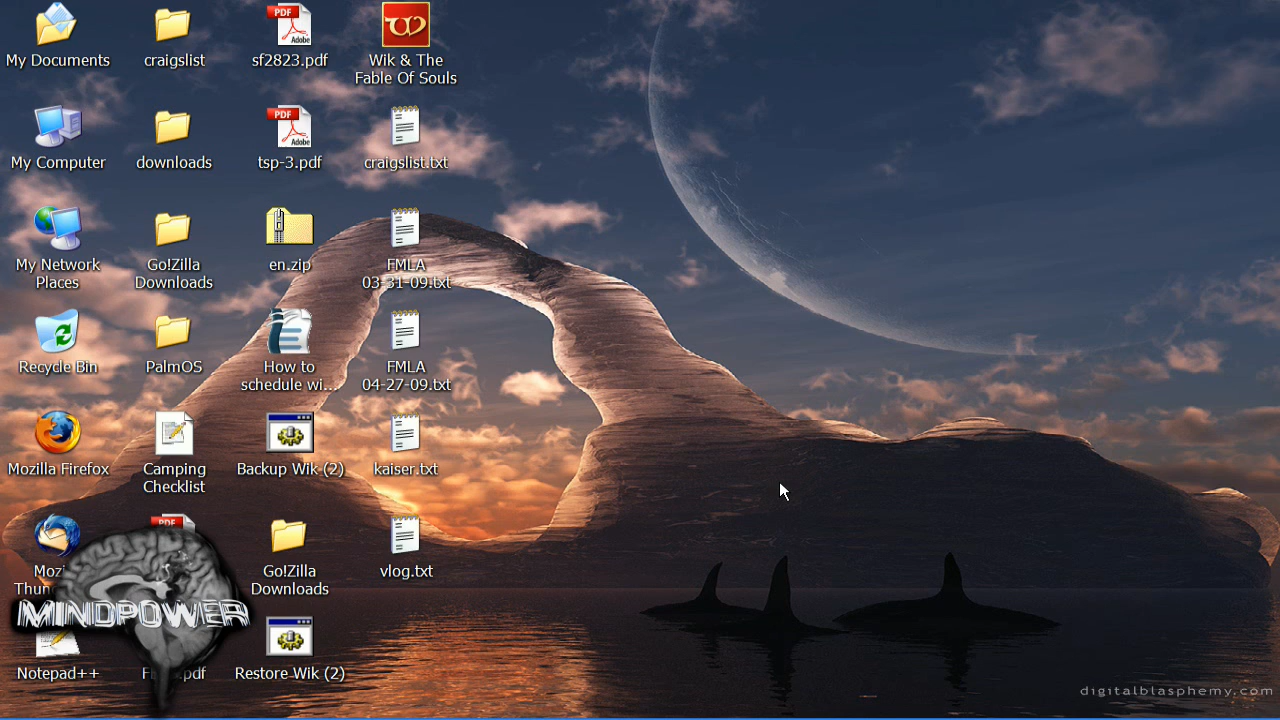 My Documents
craigslist
sf2823.pdf
Wik & The
Fable Of Souls
My Computer
downloads
tsp-3.pdf
craigslist.txt
My Network
Places
Go!Zilla
Downloads
en.zip
FMLA
03-31-09.txt
Recycle Bin
PalmOS
How to
schedule wi...
FMLA
04-27-09.txt
Mozilla Firefox
Camping
Checklist
Backup Wik (2)
kaiser.txt
PDF
Go!Zilla
Downloads
vlog.txt
MINDPOWER
Notepad++
Restore Wik (2)
digitalblasphemy.com